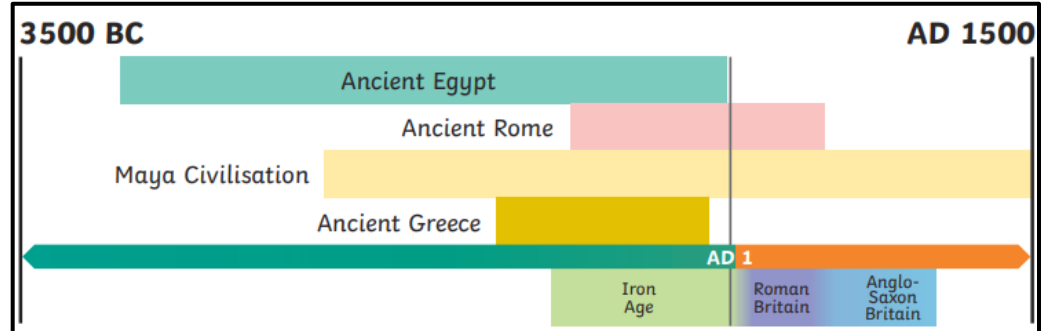 3500 BC
AD 1500
Ancient Egypt
Ancient Rome
Maya Civilisation
Ancient Greece
AD 1
Iron
Age
Roman
Britain
Anglo-
Saxon
Britain